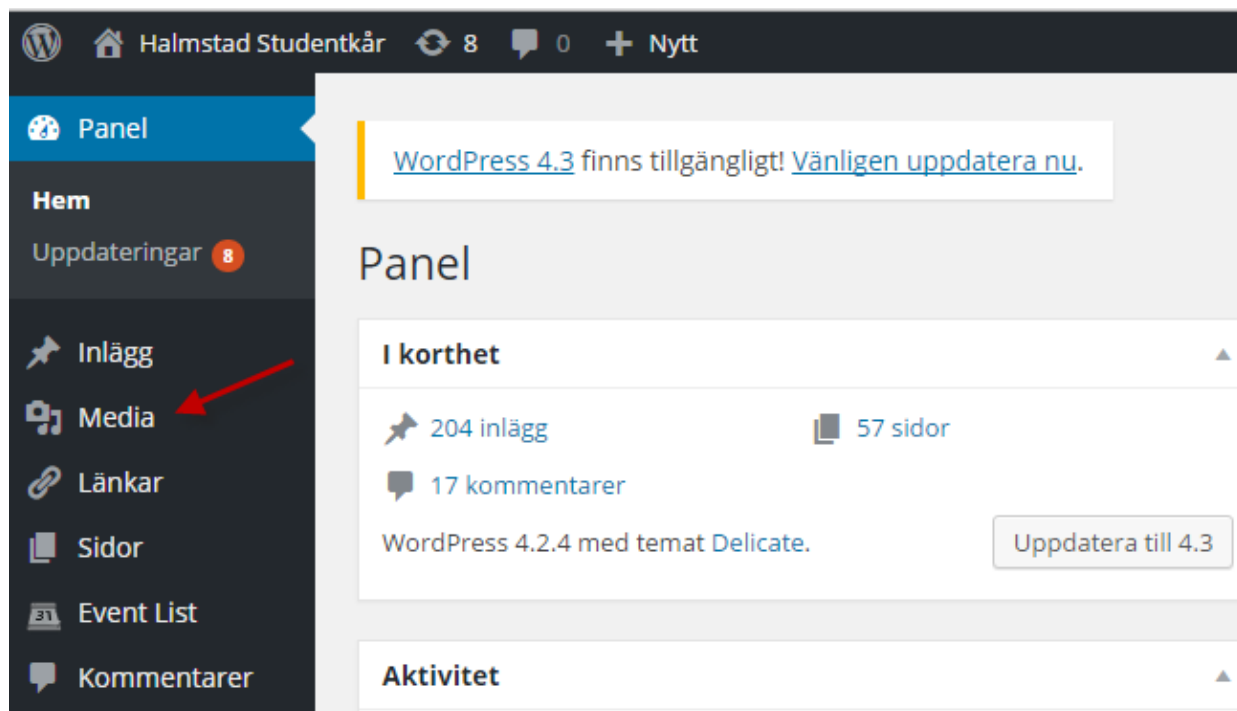 Halmstad Studentkår 8 0 + Nytt
Panel
Hem
Uppdateringar 8
Inlägg
Media
Länkar
Sidor
31 Event List
Kommentarer
WordPress 4.3 finns tillgängligt! Vänligen uppdatera nu.
Panel
I korthet
204 inlägg 57 sidor
17 kommentarer
WordPress 4.2.4 med temat Delicate. Uppdatera till 4.3
Aktivitet